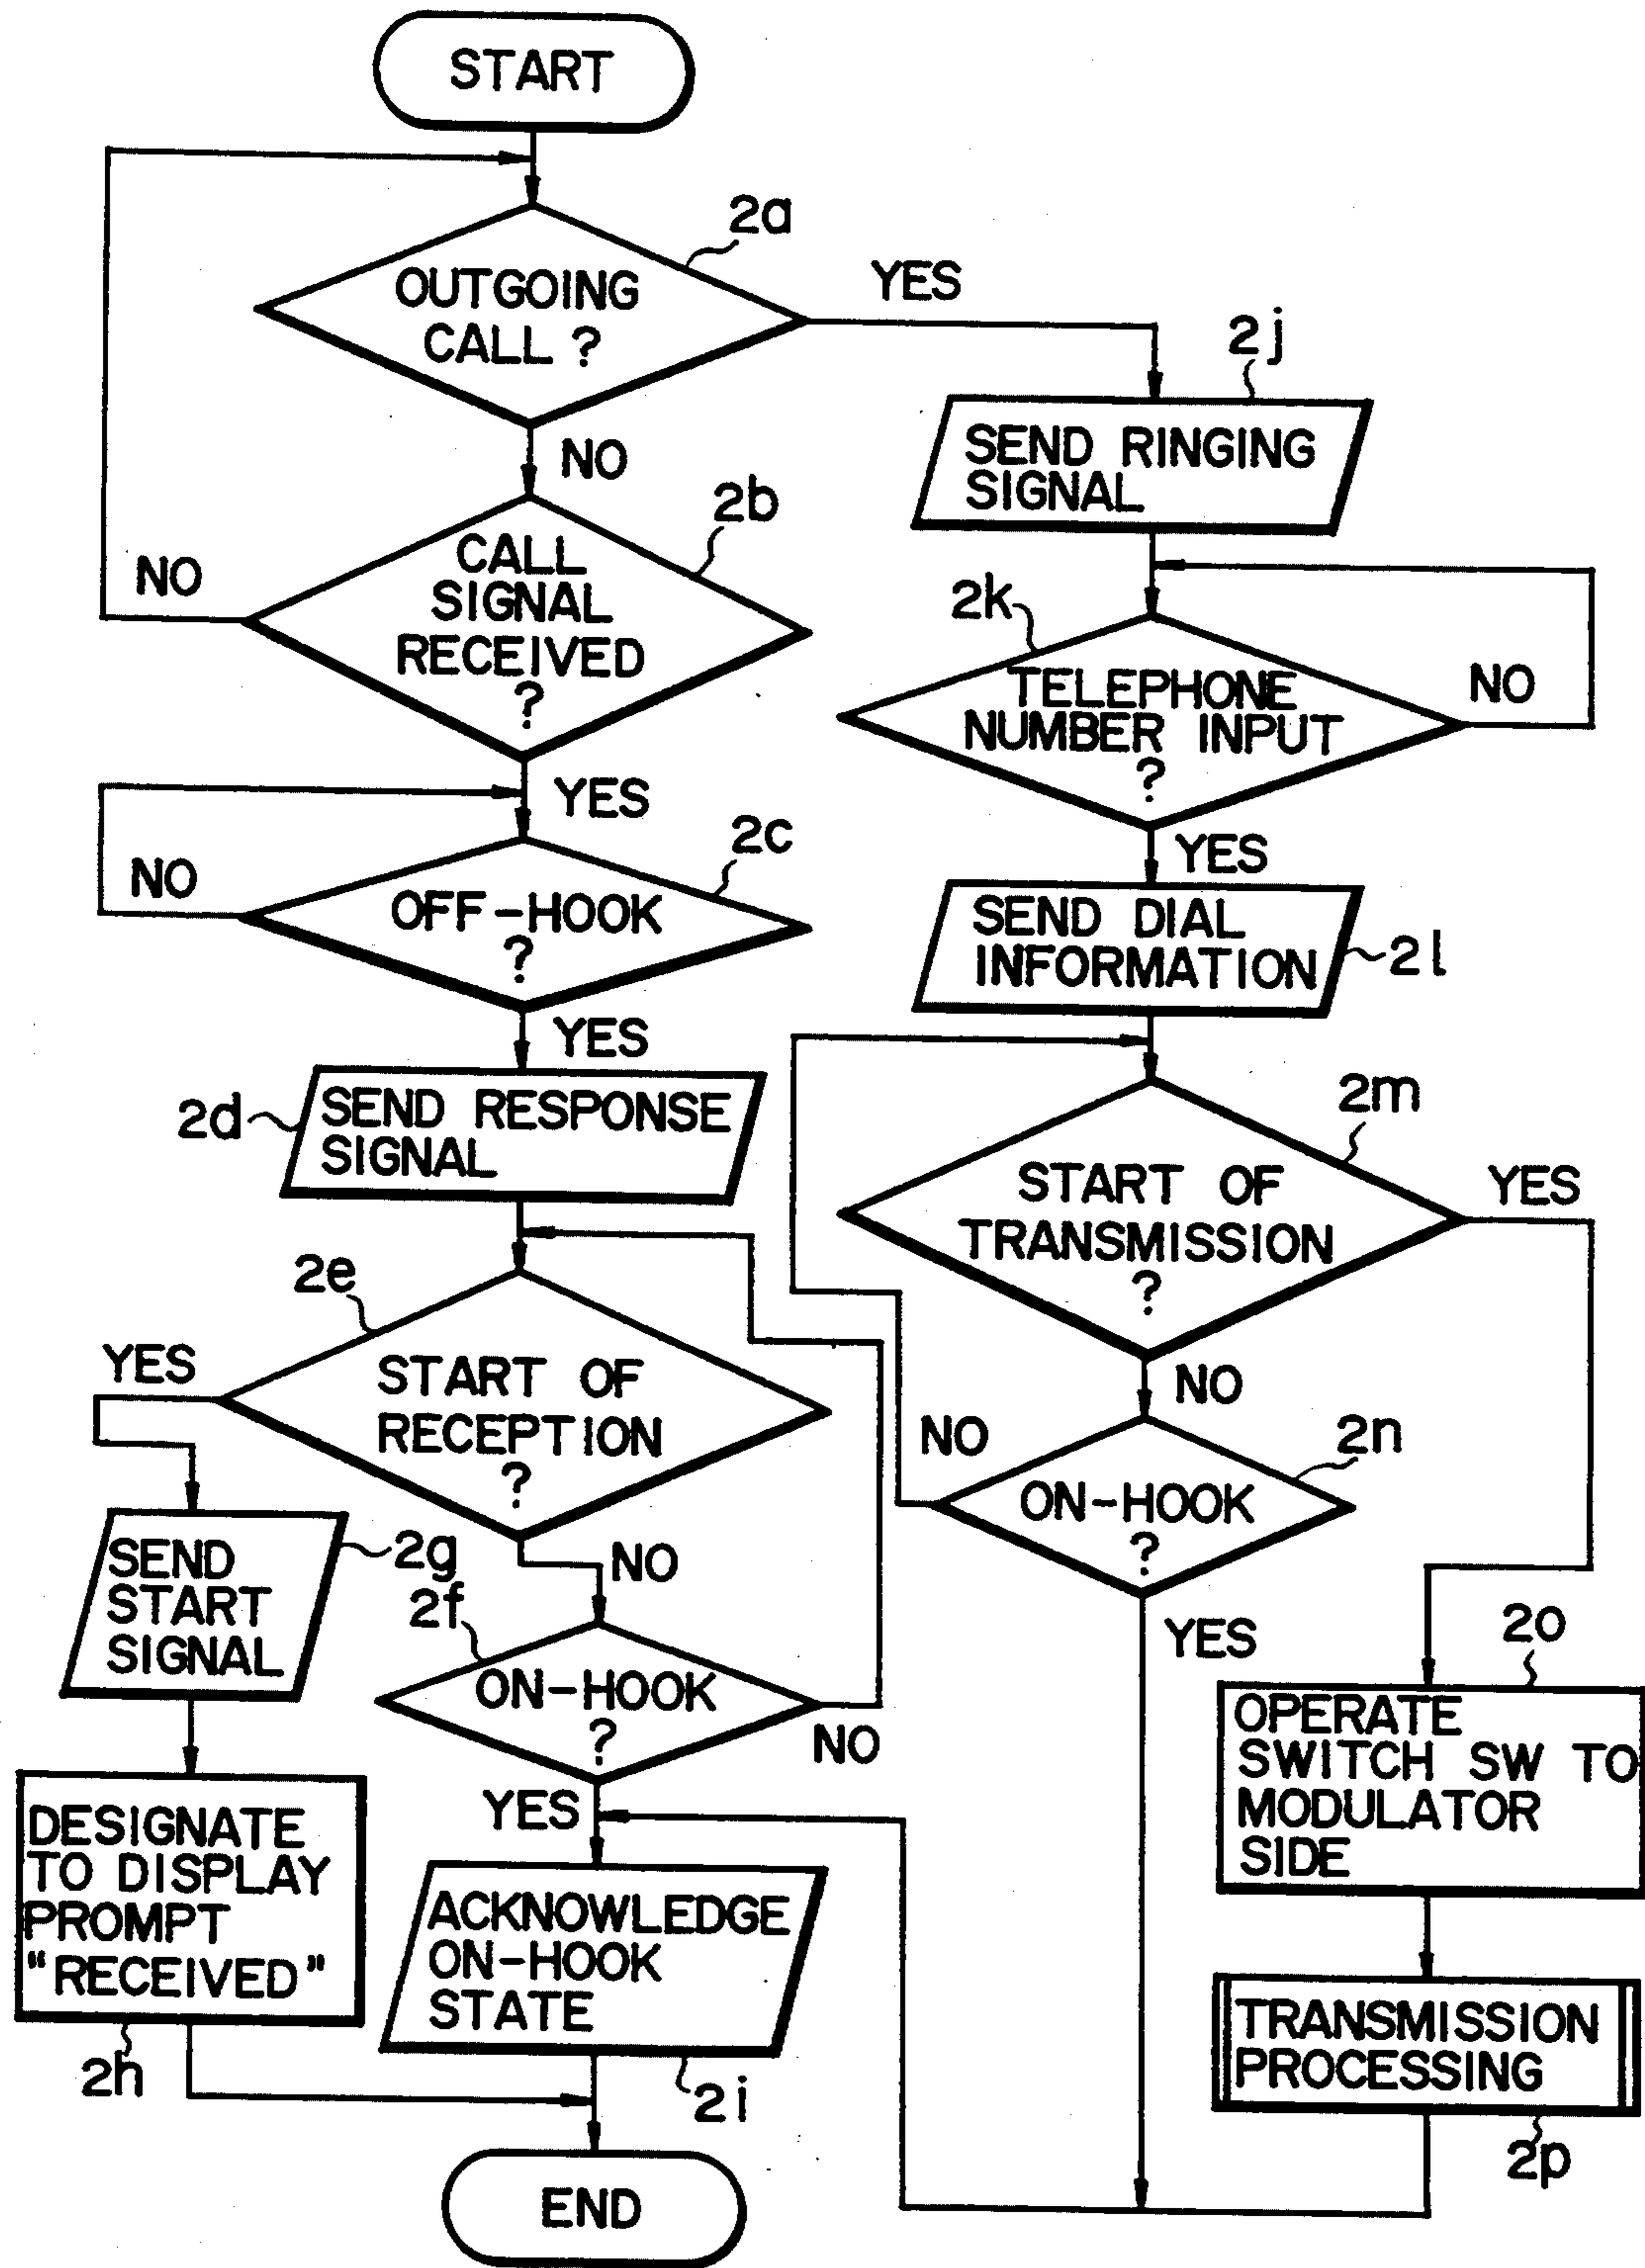 START
2a
OUTGOING
CALL ?
YES
NO
2j
SEND RINGING
SIGNAL
2b
CALL
SIGNAL
RECEIVED
?
NO
YES
2k
TELEPHONE
NUMBER INPUT
?
NO
YES
2c
OFF-HOOK
?
NO
YES
SEND DIAL
INFORMATION
2l
2d
SEND RESPONSE
SIGNAL
2m
START OF
TRANSMISSION
?
YES
NO
2e
START OF
RECEPTION
?
YES
NO
2n
ON-HOOK
?
NO
YES
SEND
START
SIGNAL
2g
2f
ON-HOOK
?
NO
YES
2o
OPERATE
SWITCH SW TO
MODULATOR
SIDE
DESIGNATE
TO DISPLAY
PROMPT
"RECEIVED"
2h
ACKNOWLEDGE
ON-HOOK
STATE
2i
TRANSMISSION
PROCESSING
2p
END